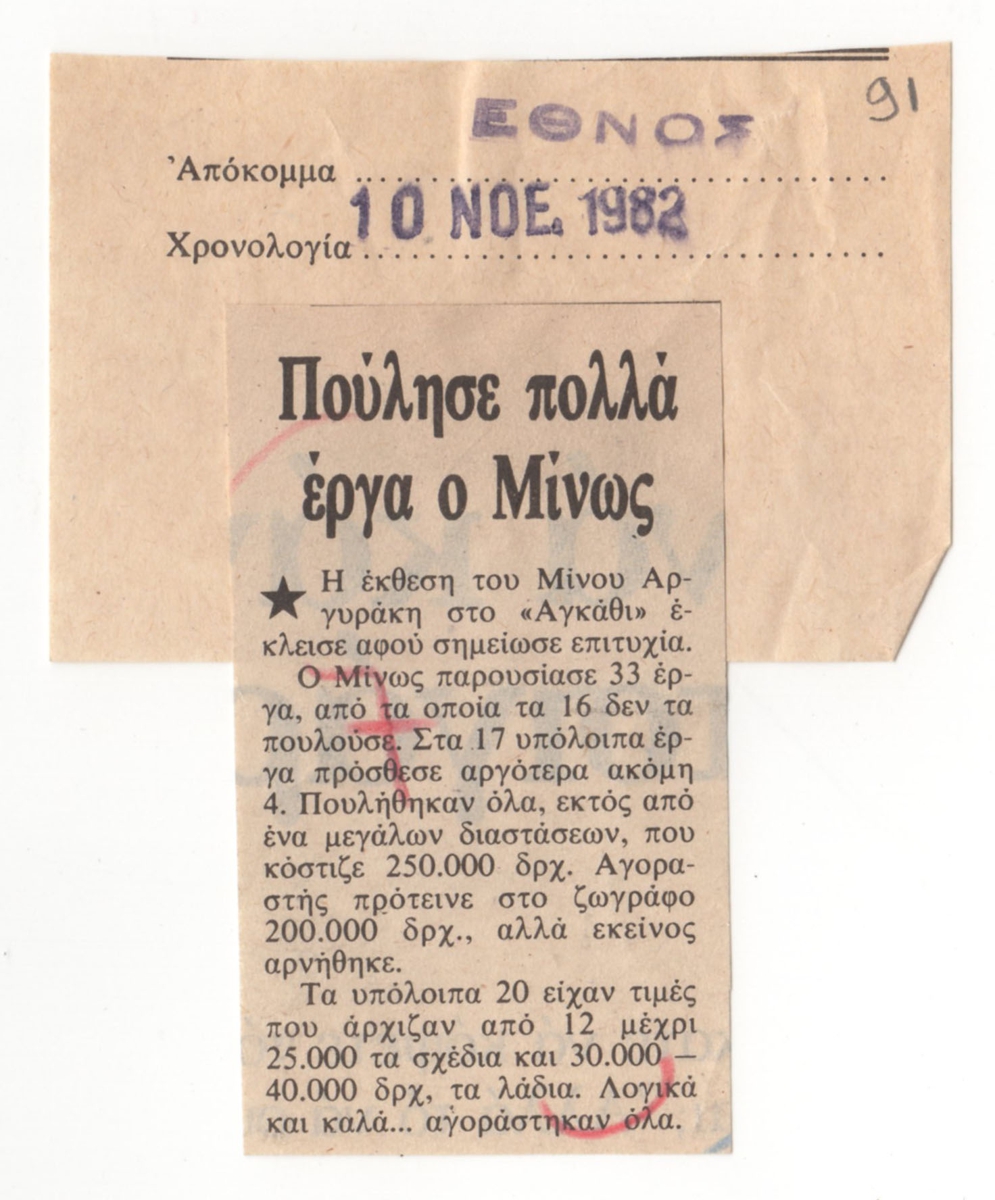 91
ΕΘΝΟΣ
Ἀπόκομμα ........................................
10 ΝΟΕ. 1982
Χρονολογία ........................................
Πούλησε πολλά
έργα ο Μίνως
★ Η έκθεση του Μίνου Αρ-
γυράκη στο «Αγκάθι» έ-
κλεισε αφού σημείωσε επιτυχία.
Ο Μίνως παρουσίασε 33 έρ-
γα, από τα οποία τα 16 δεν τα
πουλούσε. Στα 17 υπόλοιπα έρ-
γα πρόσθεσε αργότερα ακόμη
4. Πουλήθηκαν όλα, εκτός από
ένα μεγάλων διαστάσεων, που
κόστιζε 250.000 δρχ. Αγορα-
στής πρότεινε στο ζωγράφο
200.000 δρχ., αλλά εκείνος
αρνήθηκε.
Τα υπόλοιπα 20 είχαν τιμές
που άρχιζαν από 12 μέχρι
25.000 τα σχέδια και 30.000 —
40.000 δρχ, τα λάδια. Λογικά
και καλά... αγοράστηκαν όλα.